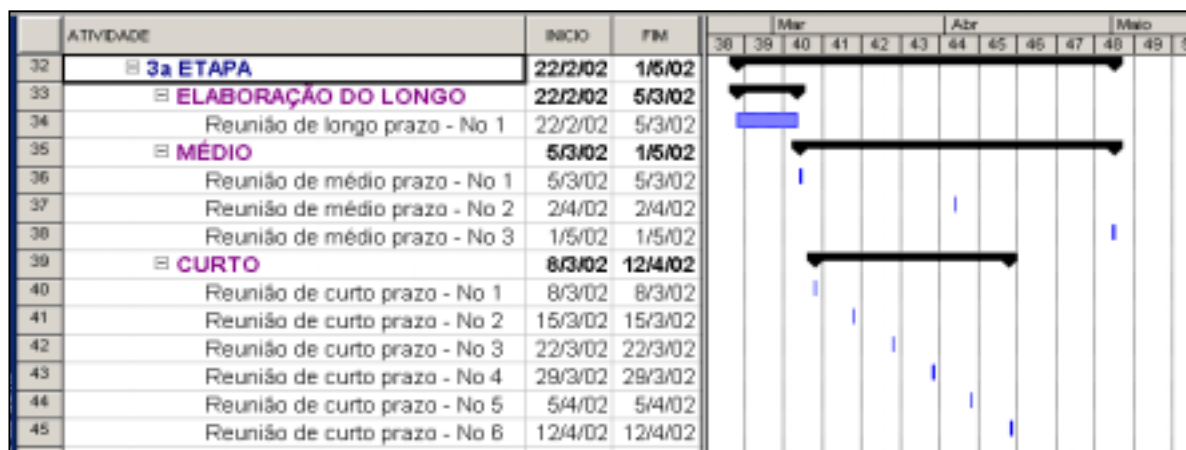 ATIVIDADE INICIO FIM Mar Abr Maio
38 39 40 41 42 43 44 45 46 47 48 49
32 3a ETAPA 22/2/02 1/5/02
33 ELABORAÇÃO DO LONGO 22/2/02 5/3/02
34 Reunião de longo prazo - No 1 22/2/02 5/3/02
35 MÉDIO 5/3/02 1/5/02
36 Reunião de médio prazo - No 1 5/3/02 5/3/02
37 Reunião de médio prazo - No 2 2/4/02 2/4/02
38 Reunião de médio prazo - No 3 1/5/02 1/5/02
39 CURTO 8/3/02 12/4/02
40 Reunião de curto prazo - No 1 8/3/02 8/3/02
41 Reunião de curto prazo - No 2 15/3/02 15/3/02
42 Reunião de curto prazo - No 3 22/3/02 22/3/02
43 Reunião de curto prazo - No 4 29/3/02 29/3/02
44 Reunião de curto prazo - No 5 5/4/02 5/4/02
45 Reunião de curto prazo - No 6 12/4/02 12/4/02